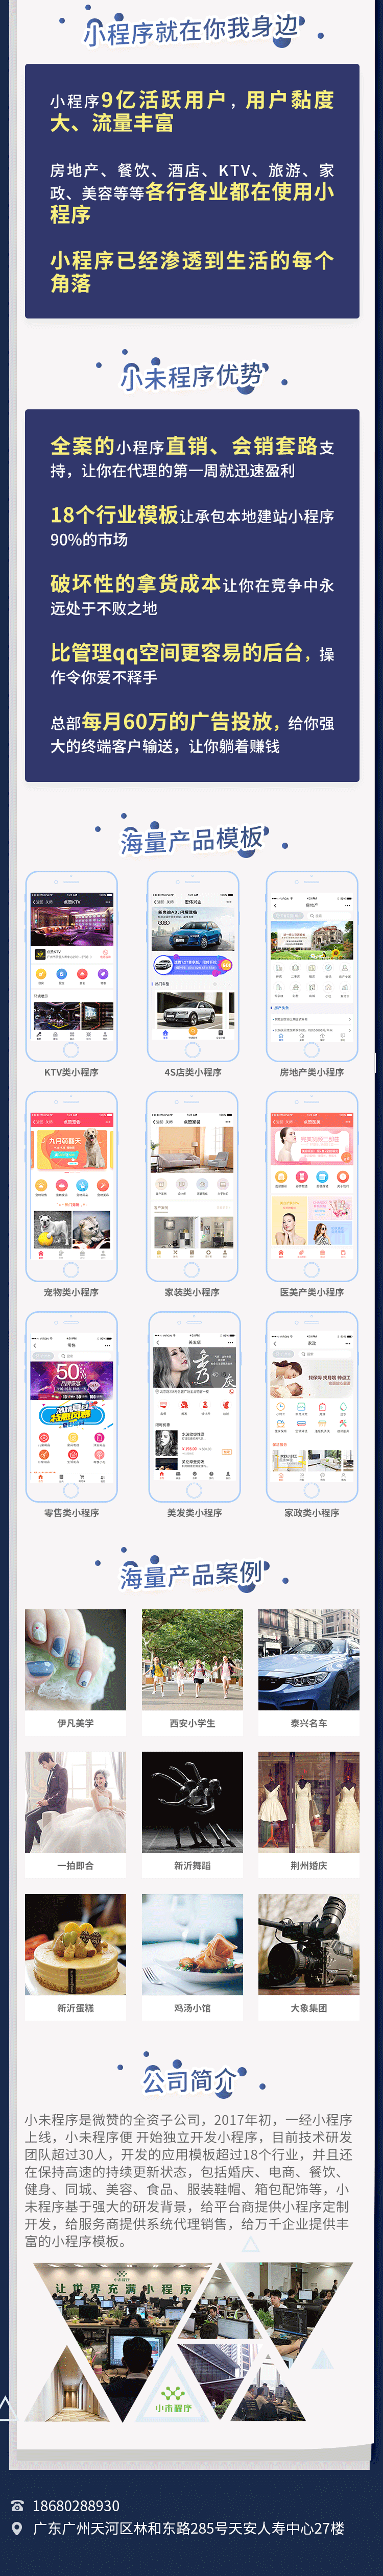 小程序就在你我身边
小程序9亿活跃用户，用户黏度
大、流量丰富
房地产、餐饮、酒店、KTV、旅游、家
政、美容等等各行各业都在使用小
程序
小程序已经渗透到生活的每个
角落
小未程序优势
全案的小程序直销、会销套路支
持，让你在代理的第一周就迅速盈利
18个行业模板让承包本地建站小程序
90%的市场
破坏性的拿货成本让你在竞争中永
远处于不败之地
比管理qq空间更容易的后台，操
作令你爱不释手
总部每月60万的广告投放，给你强
大的终端客户输送，让你躺着赚钱
海量产品模板
点赞KTV
KTV类小程序
4S店类小程序
房地产
房地产类小程序
九月萌翻天
宠物类小程序
家装类小程序
医美产类小程序
零售
50%
零售类小程序
美发类小程序
家政类小程序
海量产品案例
伊凡美学
西安小学生
泰兴名车
一拍即合
新沂舞蹈
荆州婚庆
新沂蛋糕
鸡汤小馆
大象集团
公司简介
小未程序是微赞的全资子公司，2017年初，一经小程序
上线，小未程序便 开始独立开发小程序，目前技术研发
团队超过30人，开发的应用模板超过18个行业，并且还
在保持高速的持续更新状态，包括婚庆、电商、餐饮、
健身、同城、美容、食品、服装鞋帽、箱包配饰等，小
未程序基于强大的研发背景，给平台商提供小程序定制
开发，给服务商提供系统代理销售，给万千企业提供丰
富的小程序模板。
小未程序
让世界充满小程序
小未程序
18680288930
广东广州天河区林和东路285号天安人寿中心27楼